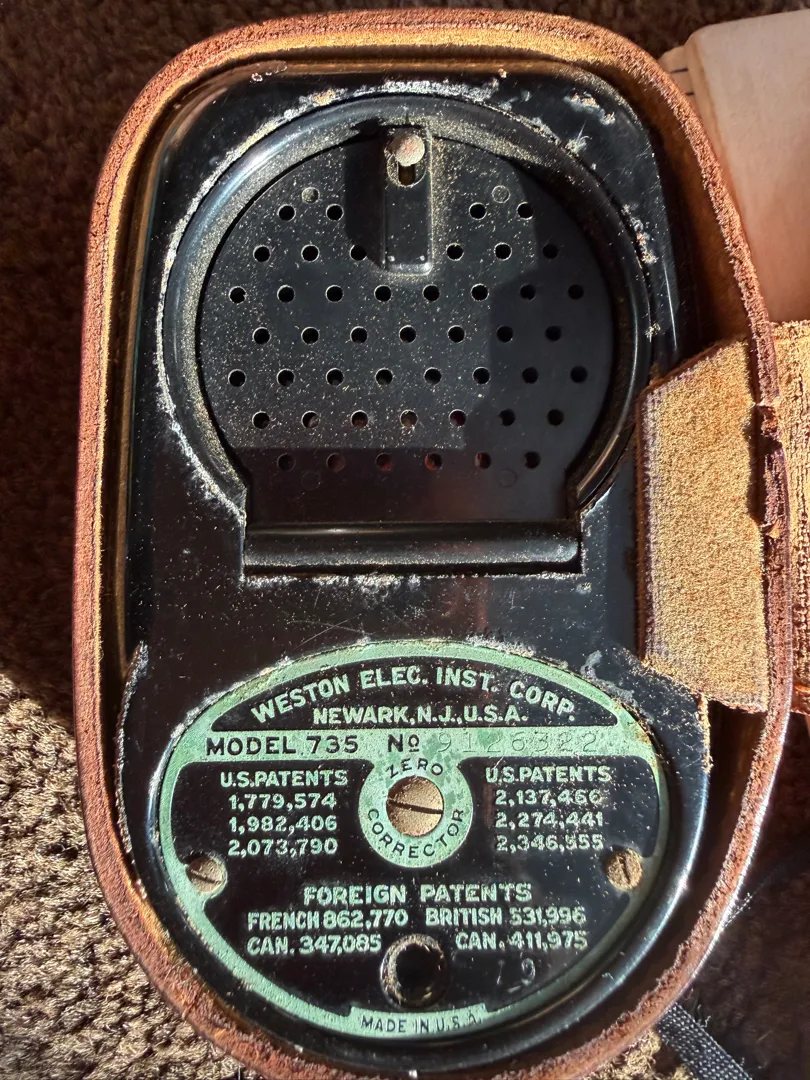 WESTON ELEC. INST. CORP.
NEWARK, N.J., U.S.A.
MODEL 735 Nº 9126322
ZERO CORRECTOR
U.S. PATENTS
1,779,574
1,982,406
2,073,790
U.S. PATENTS
2,137,466
2,274,441
2,346,555
FOREIGN PATENTS
FRENCH 862,770 BRITISH 531,996
CAN. 347,085 CAN. 411,975
MADE IN U.S.A.